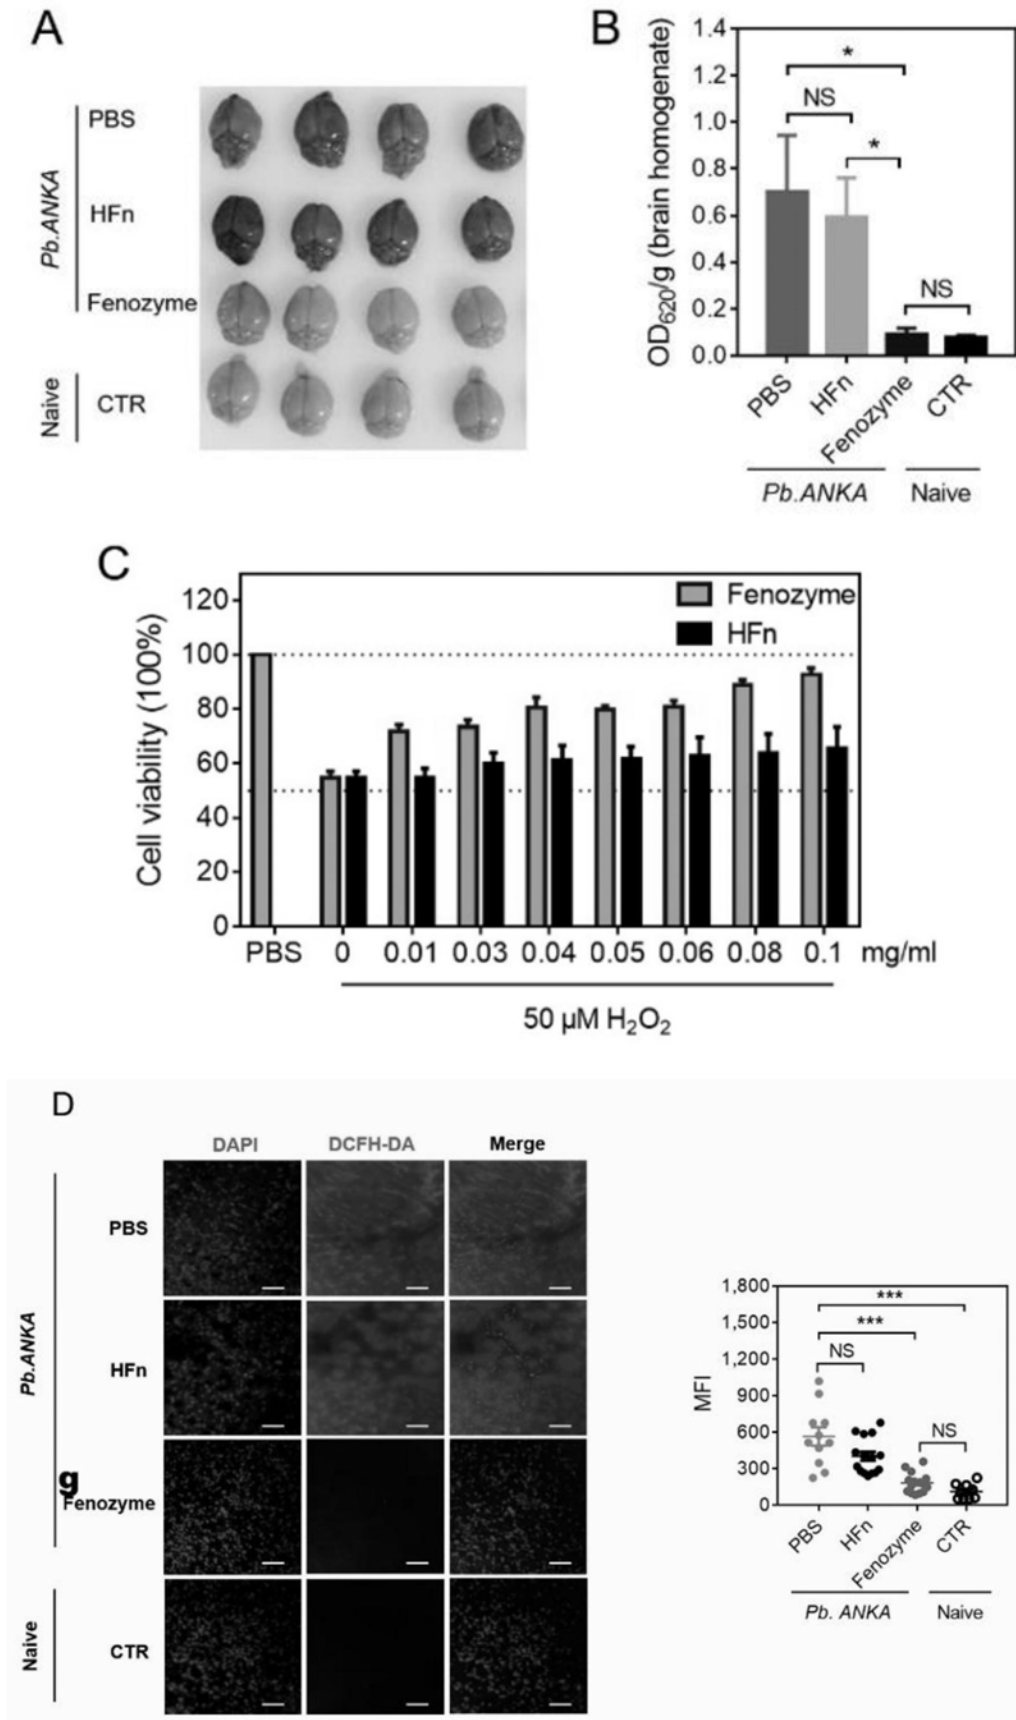 A
PBS
HFn
Fenozyme
Pb.ANKA
CTR
Naive
B
OD620/g (brain homogenate)
1.4
1.2
1.0
0.8
0.6
0.4
0.2
0.0
*
NS
*
NS
PBS
HFn
Fenozyme
CTR
Pb.ANKA
Naive
C
Cell viability (100%)
120
100
80
60
40
20
0
Fenozyme
HFn
PBS 0 0.01 0.03 0.04 0.05 0.06 0.08 0.1 mg/ml
50 µM H₂O₂
D
DAPI DCFH-DA Merge
PBS
HFn
g
Fenozyme
Pb.ANKA
CTR
Naive
MFI
1,800
1,500
1,200
900
600
300
0
***
***
NS
NS
PBS
HFn
Fenozyme
CTR
Pb. ANKA
Naive